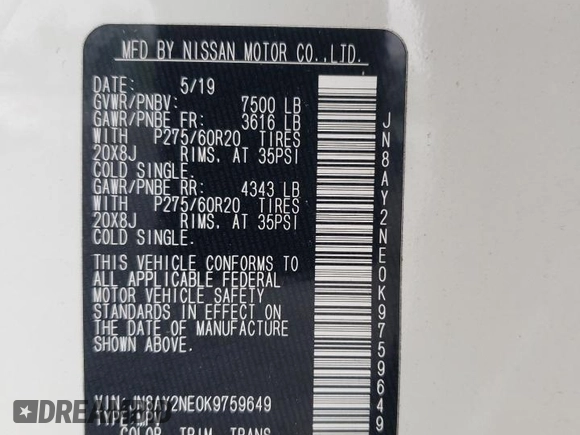 MFD BY NISSAN MOTOR CO.,LTD.
DATE: 5/19
GVWR/PNBV: 7500 LB
GAWR/PNBE FR: 3616 LB
WITH P275/60R20 TIRES
20X8J RIMS, AT 35PSI
COLD SINGLE.
GAWR/PNBE RR: 4343 LB
WITH P275/60R20 TIRES
20X8J RIMS, AT 35PSI
COLD SINGLE.
THIS VEHICLE CONFORMS TO
ALL APPLICABLE FEDERAL
MOTOR VEHICLE SAFETY
STANDARDS IN EFFECT ON
THE DATE OF MANUFACTURE
SHOWN ABOVE.
VIN:JN8AY2NE0K9759649
COLOR TRIM TRANS
JN8AY2NE0K9759649